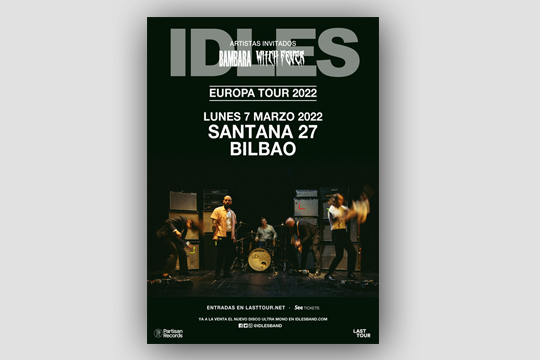 IDLES
ARTISTAS INVITADOS
BAMBARA WITCH FEVER
EUROPA TOUR 2022
LUNES 7 MARZO 2022
SANTANA 27
BILBAO
ENTRADAS EN LASTTOUR.NET · See TICKETS
YA A LA VENTA EL NUEVO DISCO ULTRA MONO EN IDLESBAND.COM
@IDLESBAND
Partisan
Records
LAST
TOUR